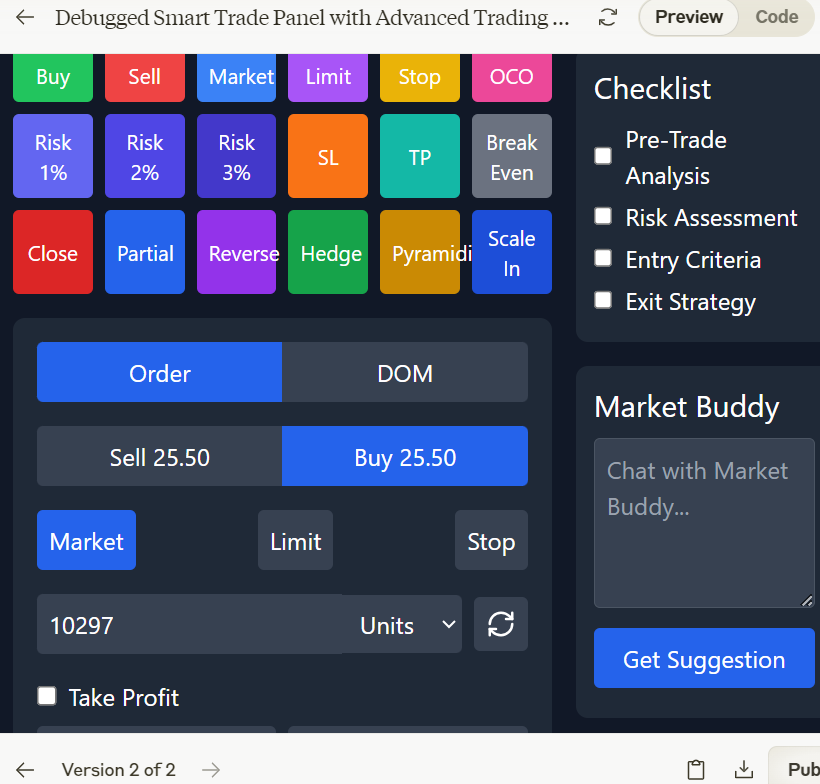 Debugged Smart Trade Panel with Advanced Trading ...
Preview
Code
Buy
Sell
Market
Limit
Stop
OCO
Risk
1%
Risk
2%
Risk
3%
SL
TP
Break
Even
Close
Partial
Reverse
Hedge
Pyramidi
Scale
In
Order
DOM
Sell 25.50
Buy 25.50
Market
Limit
Stop
10297
Units
Take Profit
Checklist
Pre-Trade
Analysis
Risk Assessment
Entry Criteria
Exit Strategy
Market Buddy
Chat with Market
Buddy...
Get Suggestion
Version 2 of 2
Pub